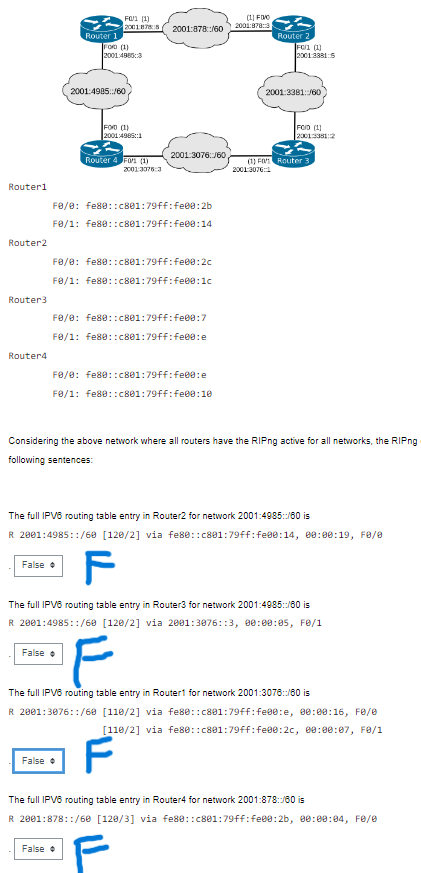 F0/1 (1)
2001:878::8
2001:878::/60
(1) F0/0
2001:878::3
Router 1
Router 2
F0/0 (1)
2001:4985::3
F0/1 (1)
2001:3381::5
2001:4985::/60
2001:3381::/60
F0/0 (1)
2001:4985::1
F0/0 (1)
2001:3381::2
2001:3076::/60
Router 4
F0/1 (1)
2001:3076::3
(1) F0/1
2001:3076::1
Router 3
Router1
F0/0: fe80::c801:79ff:fe00:2b
F0/1: fe80::c801:79ff:fe00:14
Router2
F0/0: fe80::c801:79ff:fe00:2c
F0/1: fe80::c801:79ff:fe00:1c
Router3
F0/0: fe80::c801:79ff:fe00:7
F0/1: fe80::c801:79ff:fe00:e
Router4
F0/0: fe80::c801:79ff:fe00:e
F0/1: fe80::c801:79ff:fe00:10
Considering the above network where all routers have the RIPng active for all networks, the RIPng
following sentences:
The full IPV6 routing table entry in Router2 for network 2001:4985::/60 is
R 2001:4985::/60 [120/2] via fe80::c801:79ff:fe00:14, 00:00:19, F0/0
. False F
The full IPV6 routing table entry in Router3 for network 2001:4985::/60 is
R 2001:4985::/60 [120/2] via 2001:3076::3, 00:00:05, F0/1
. False F
The full IPV6 routing table entry in Router1 for network 2001:3076::/60 is
R 2001:3076::/60 [110/2] via fe80::c801:79ff:fe00:e, 00:00:16, F0/0
[110/2] via fe80::c801:79ff:fe00:2c, 00:00:07, F0/1
. False F
The full IPV6 routing table entry in Router4 for network 2001:878::/60 is
R 2001:878::/60 [120/3] via fe80::c801:79ff:fe00:2b, 00:00:04, F0/0
. False F